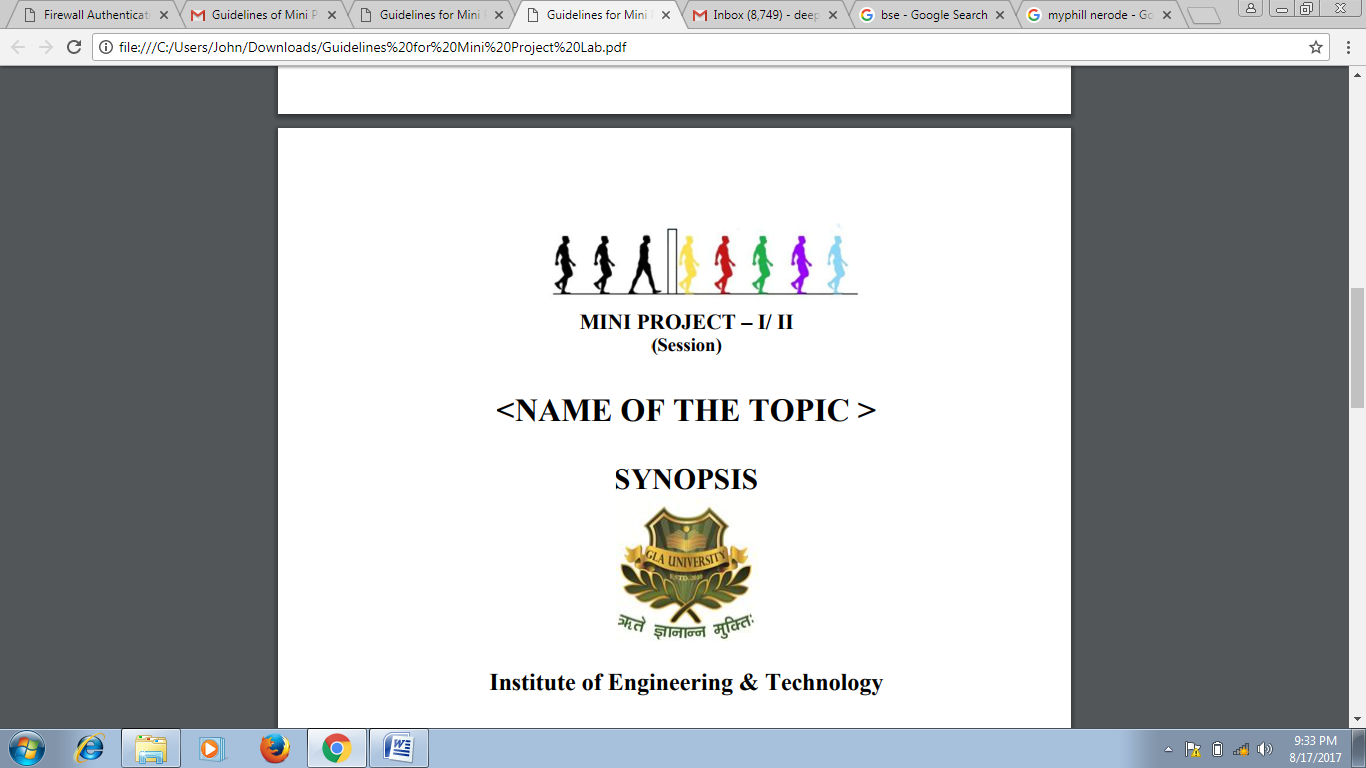 Firewall Authenticati
Guidelines of Mini P
Guidelines for Mini
Guidelines for Mini
Inbox (8,749) - deep
bse - Google Search
myphill nerode - Go
file:///C:/Users/John/Downloads/Guidelines%20for%20Mini%20Project%20Lab.pdf
MINI PROJECT – I/ II
(Session)
<NAME OF THE TOPIC >
SYNOPSIS
GLA UNIVERSITY
ESTD. 2010
ऋते ज्ञानान्न मुक्तिः
Institute of Engineering & Technology
9:33 PM
8/17/2017